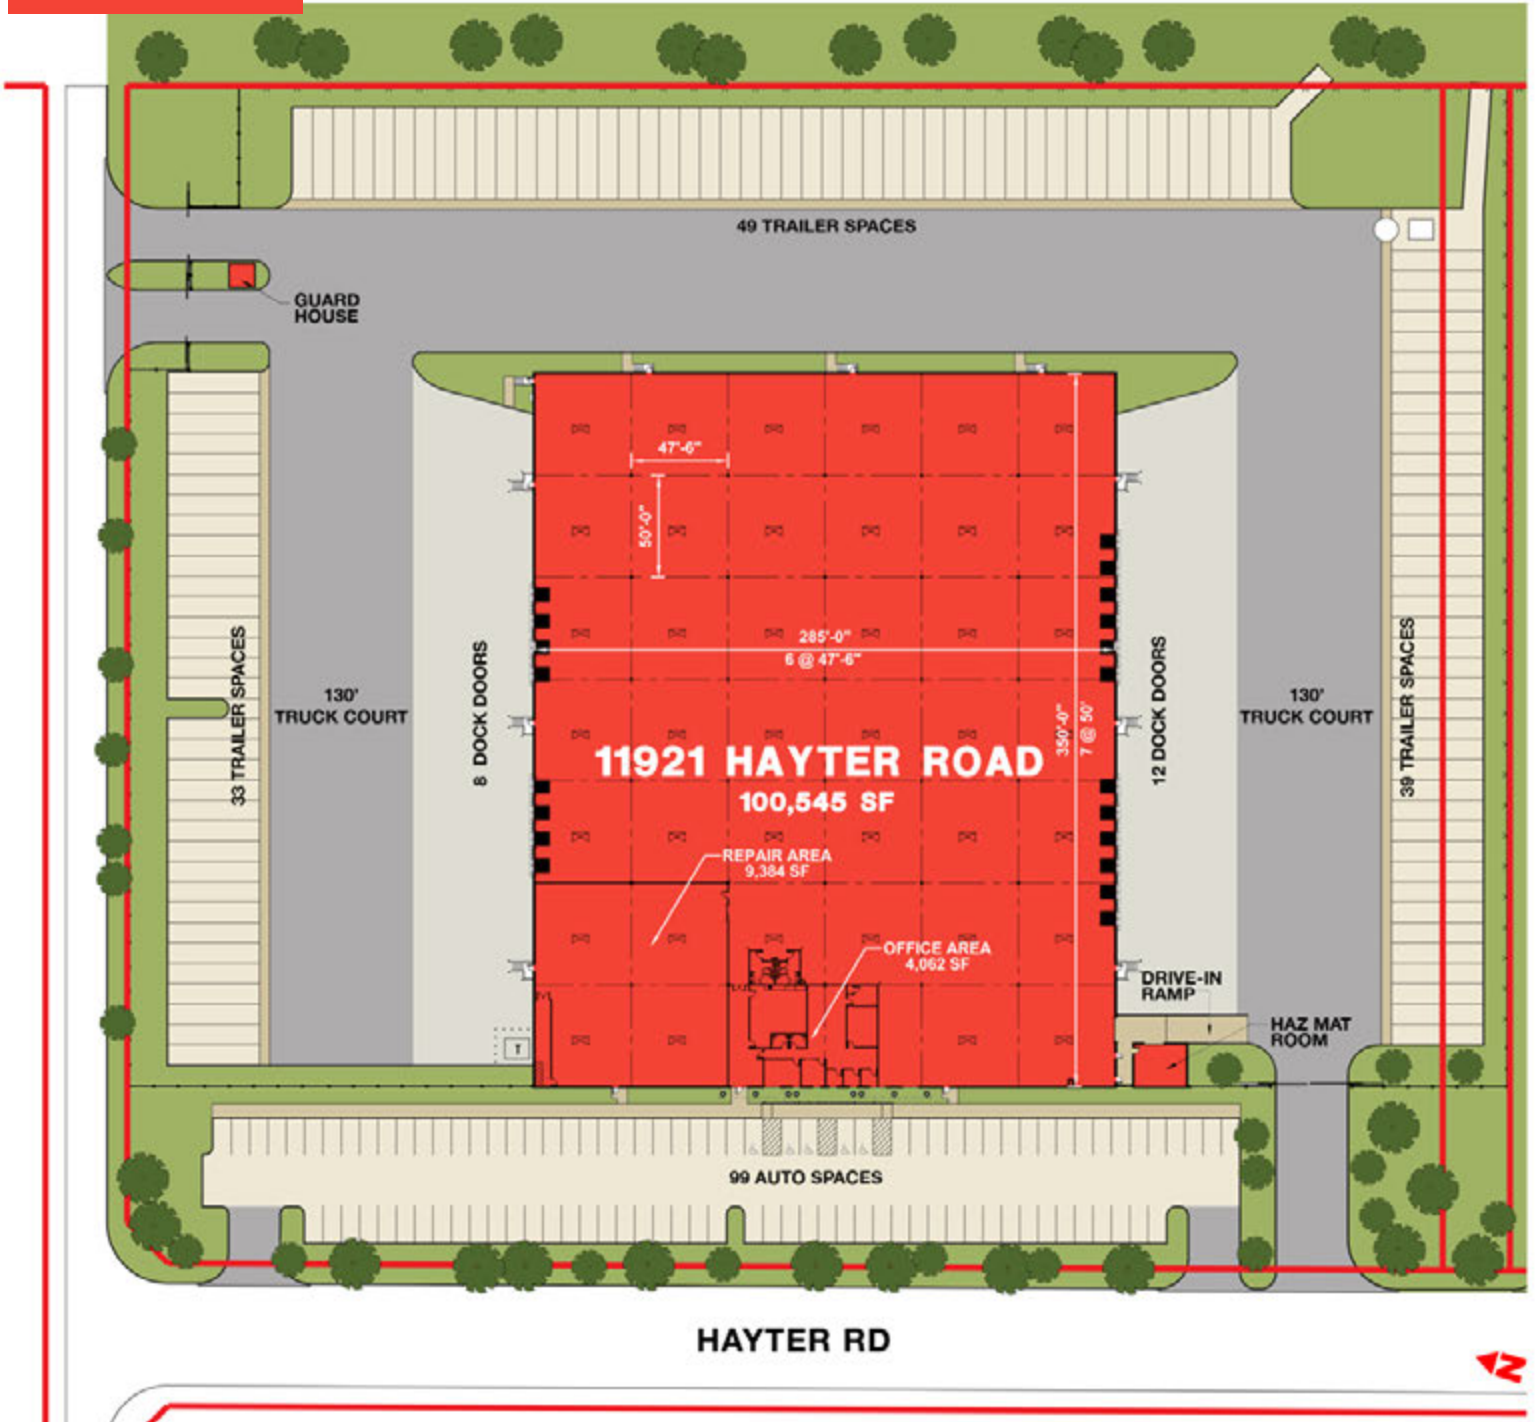 49 TRAILER SPACES
GUARD
HOUSE
47'-6"
50'-0"
285'-0"
6 @ 47'-6"
33 TRAILER SPACES
130'
TRUCK COURT
8 DOCK DOORS
11921 HAYTER ROAD
100,545 SF
350'-0"
7 @ 50'
12 DOCK DOORS
130'
TRUCK COURT
39 TRAILER SPACES
REPAIR AREA
9,384 SF
OFFICE AREA
4,062 SF
DRIVE-IN
RAMP
HAZ MAT
ROOM
T
99 AUTO SPACES
HAYTER RD
N